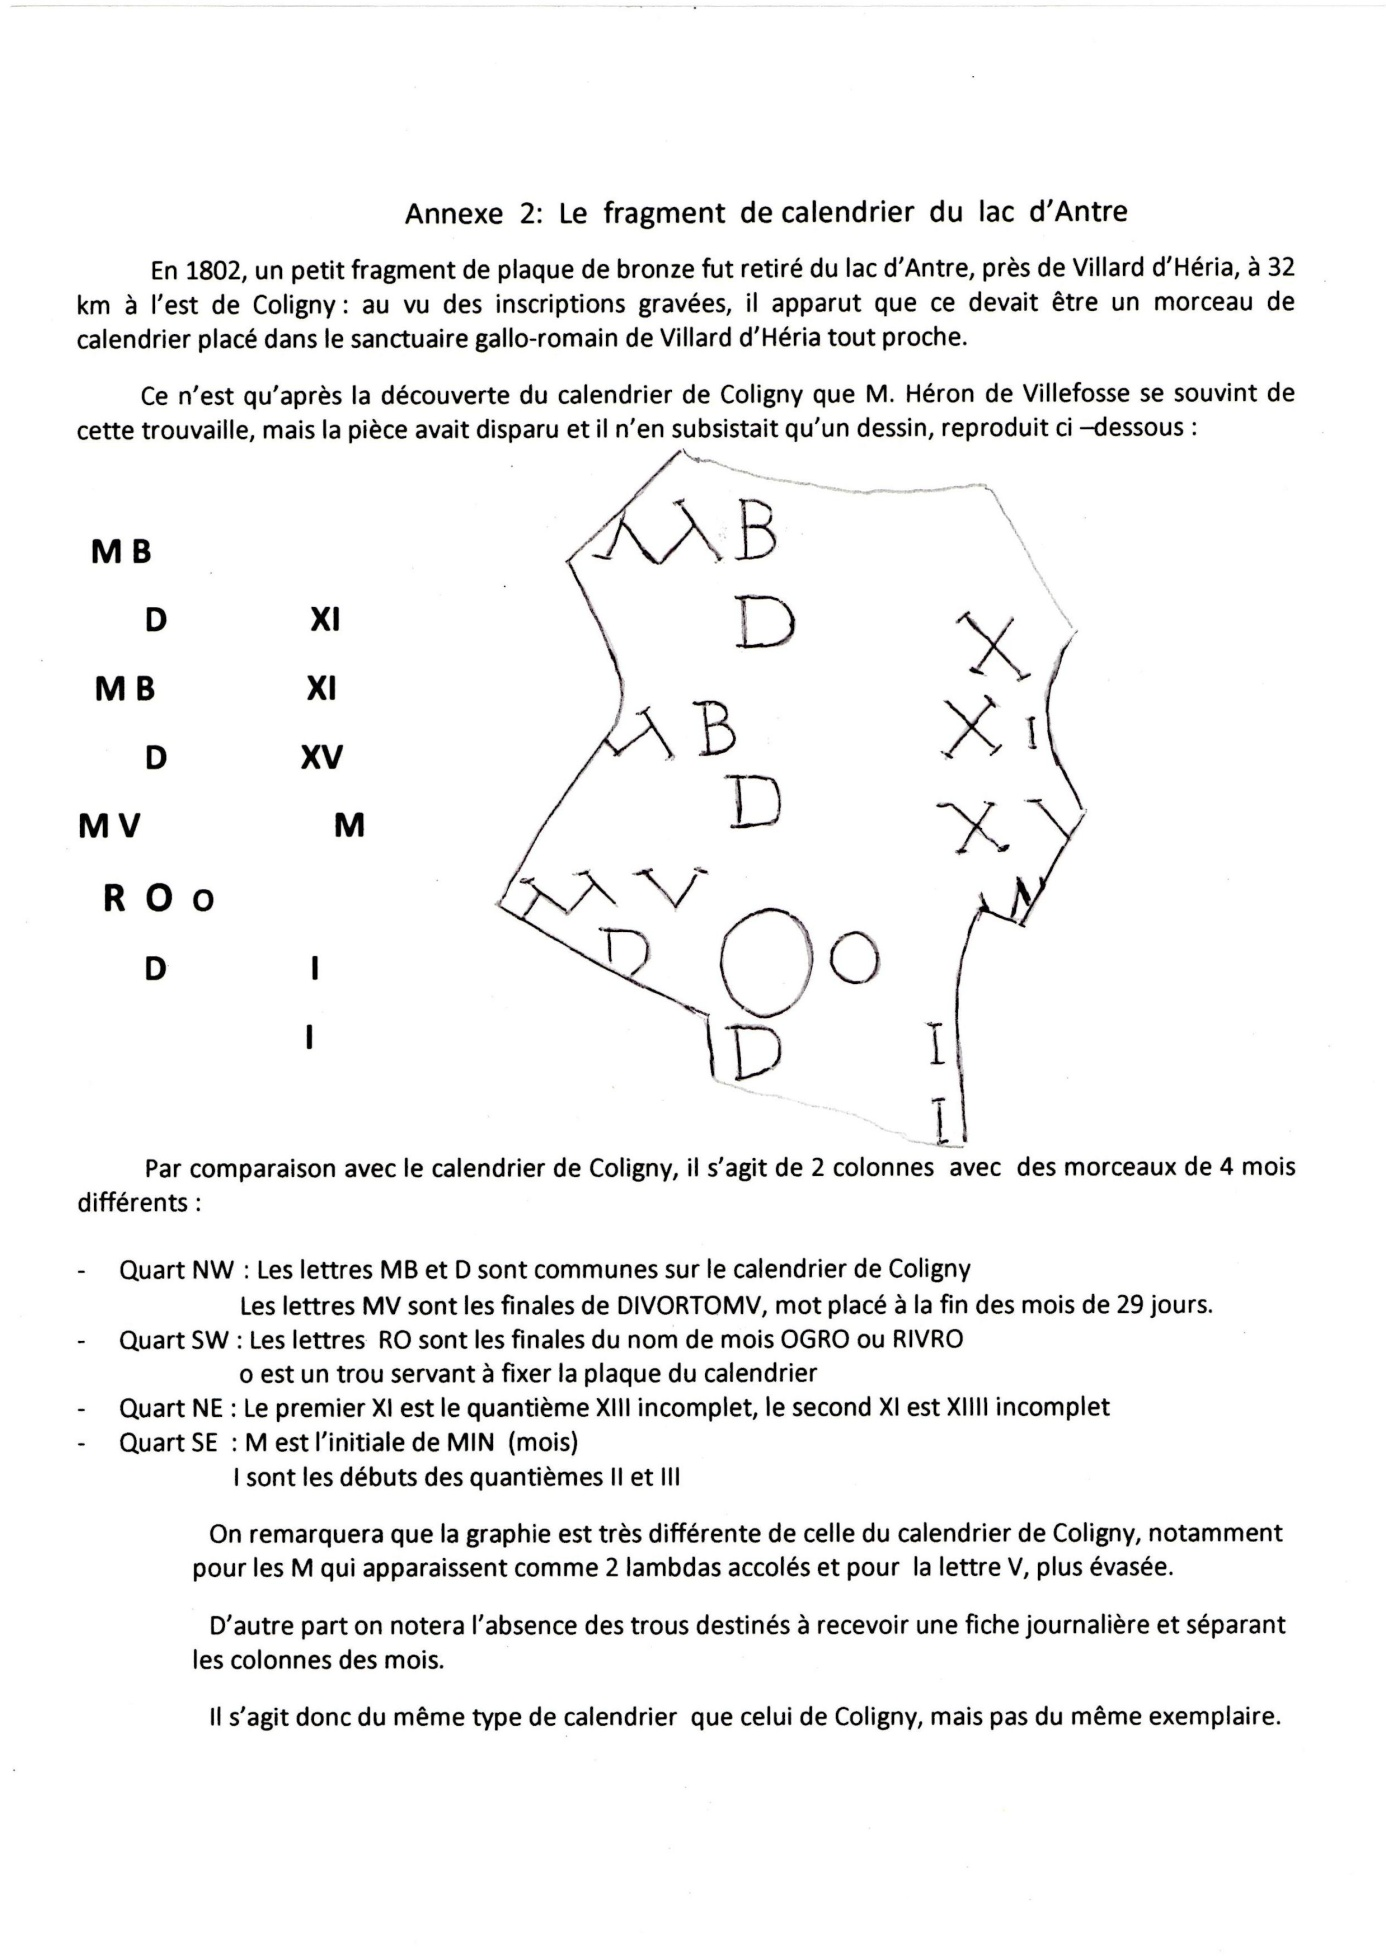 Annexe 2: Le fragment de calendrier du lac d’Antre
En 1802, un petit fragment de plaque de bronze fut retiré du lac d’Antre, près de Villard d’Héria, à 32
km à l’est de Coligny : au vu des inscriptions gravées, il apparut que ce devait être un morceau de
calendrier placé dans le sanctuaire gallo-romain de Villard d’Héria tout proche.
Ce n’est qu’après la découverte du calendrier de Coligny que M. Héron de Villefosse se souvint de
cette trouvaille, mais la pièce avait disparu et il n’en subsistait qu’un dessin, reproduit ci –dessous :
M B
D XI
M B XI
D XV
M V M
R O o
D I
I
M B
D X
M B X I
D X V
M V M
D O o
D I
I
Par comparaison avec le calendrier de Coligny, il s’agit de 2 colonnes avec des morceaux de 4 mois
différents :
- Quart NW : Les lettres MB et D sont communes sur le calendrier de Coligny
Les lettres MV sont les finales de DIVORTOMV, mot placé à la fin des mois de 29 jours.
- Quart SW : Les lettres RO sont les finales du nom de mois OGRO ou RIVRO
o est un trou servant à fixer la plaque du calendrier
- Quart NE : Le premier XI est le quantième XIII incomplet, le second XI est XIIII incomplet
- Quart SE : M est l’initiale de MIN (mois)
I sont les débuts des quantièmes II et III
On remarquera que la graphie est très différente de celle du calendrier de Coligny, notamment
pour les M qui apparaissent comme 2 lambdas accolés et pour la lettre V, plus évasée.
D’autre part on notera l’absence des trous destinés à recevoir une fiche journalière et séparant
les colonnes des mois.
Il s’agit donc du même type de calendrier que celui de Coligny, mais pas du même exemplaire.